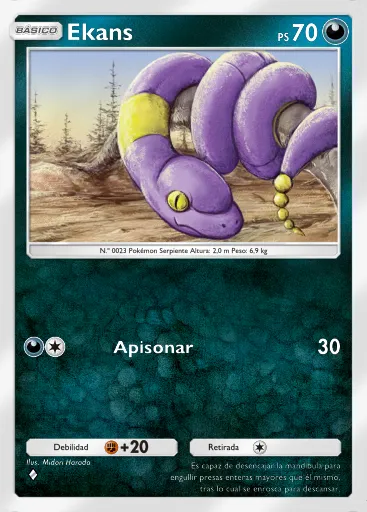 BÁSICO Ekans PS 70
N.º 0023 Pokémon Serpiente Altura: 2,0 m Peso: 6,9 kg
Apisonar 30
Debilidad +20 Retirada
Ilus. Midori Harada
Es capaz de desencajar la mandíbula para
engullir presas enteras mayores que él mismo,
tras lo cual se enrosca para descansar.